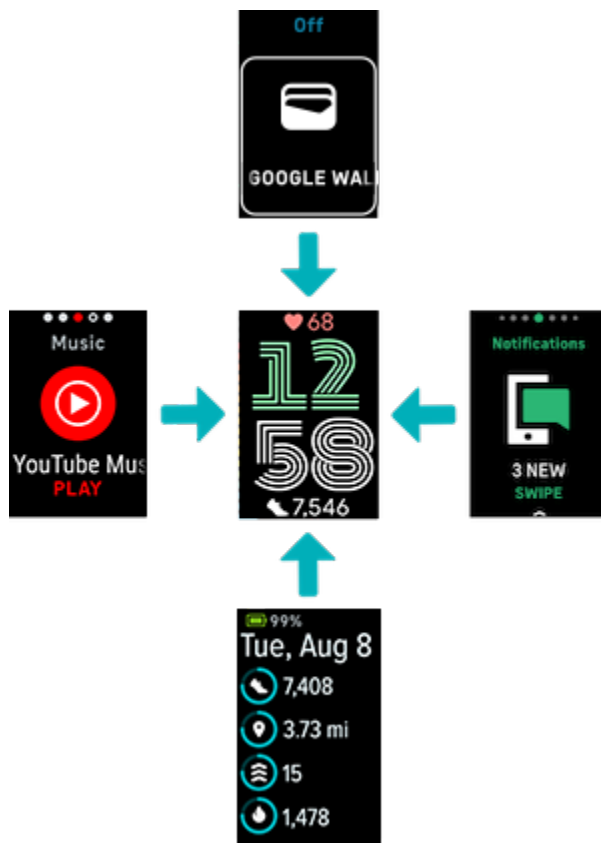 Off
GOOGLE WAL
Music
YouTube Mus
PLAY
68
12
58
7,546
Notifications
3 NEW
SWIPE
99%
Tue, Aug 8
7,408
3.73 mi
15
1,478